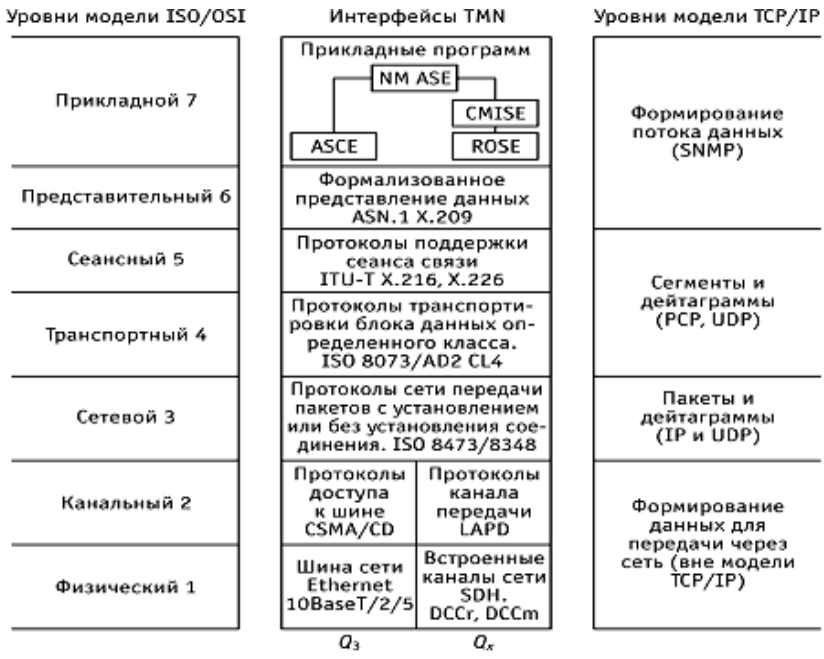 Уровни модели ISO/OSI
Прикладной 7
Представительный 6
Сеансный 5
Транспортный 4
Сетевой 3
Канальный 2
Физический 1
Интерфейсы TMN
Прикладные программ
NM ASE
CMISE
ASCE
ROSE
Формализованное
представление данных
ASN.1 X.209
Протоколы поддержки
сеанса связи
ITU-T X.216, X.226
Протоколы транспорти-
ровки блока данных оп-
ределенного класса.
ISO 8073/AD2 CL4
Протоколы сети передачи
пакетов с установлением
или без установления сое-
динения. ISO 8473/8348
Протоколы
доступа
к шине
CSMA/CD
Протоколы
канала
передачи
LAPD
Шина сети
Ethernet
10BaseT/2/5
Встроенные
каналы сети
SDH.
DCCr, DCCm
Q3
Qx
Уровни модели TCP/IP
Формирование
потока данных
(SNMP)
Сегменты и
дейтаграммы
(PCP, UDP)
Пакеты и
дейтаграммы
(IP и UDP)
Формирование
данных для
передачи через
сеть (вне модели
TCP/IP)